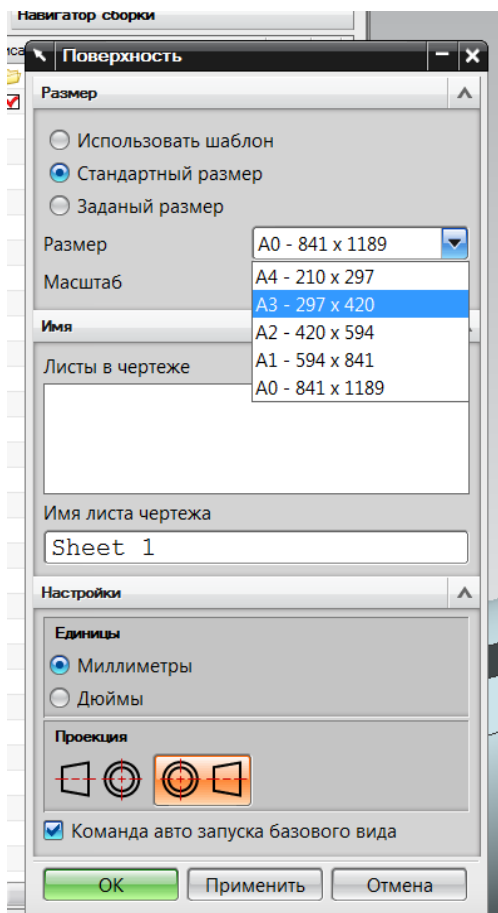 Навигатор сборки
Поверхность
Размер
Использовать шаблон
Стандартный размер
Заданый размер
Размер
A0 - 841 x 1189
Масштаб
A4 - 210 x 297
A3 - 297 x 420
A2 - 420 x 594
A1 - 594 x 841
A0 - 841 x 1189
Имя
Листы в чертеже
Имя листа чертежа
Sheet 1
Настройки
Единицы
Миллиметры
Дюймы
Проекция
Команда авто запуска базового вида
OK
Применить
Отмена